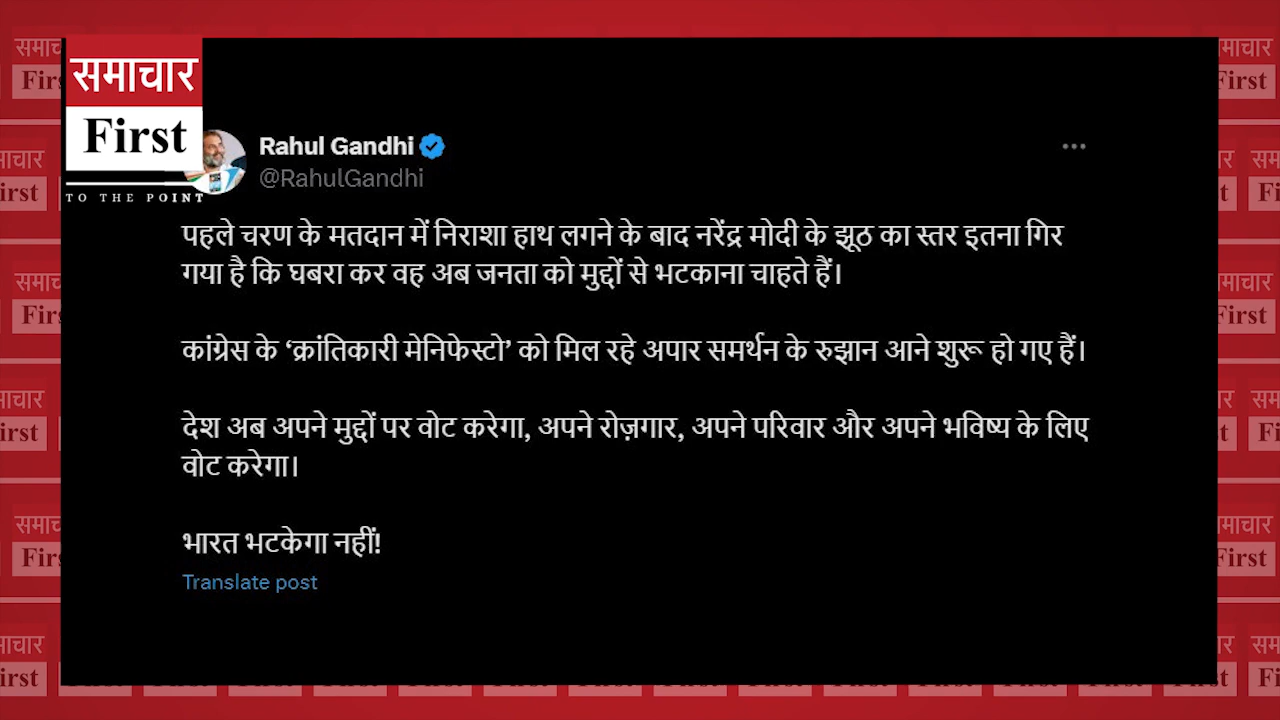 समाचार
First
TO THE POINT
Rahul Gandhi
@RahulGandhi
पहले चरण के मतदान में निराशा हाथ लगने के बाद नरेंद्र मोदी के झूठ का स्तर इतना गिर
गया है कि घबरा कर वह अब जनता को मुद्दों से भटकाना चाहते हैं।
कांग्रेस के ‘क्रांतिकारी मेनिफेस्टो’ को मिल रहे अपार समर्थन के रुझान आने शुरू हो गए हैं।
देश अब अपने मुद्दों पर वोट करेगा, अपने रोज़गार, अपने परिवार और अपने भविष्य के लिए
वोट करेगा।
भारत भटकेगा नहीं!
Translate post